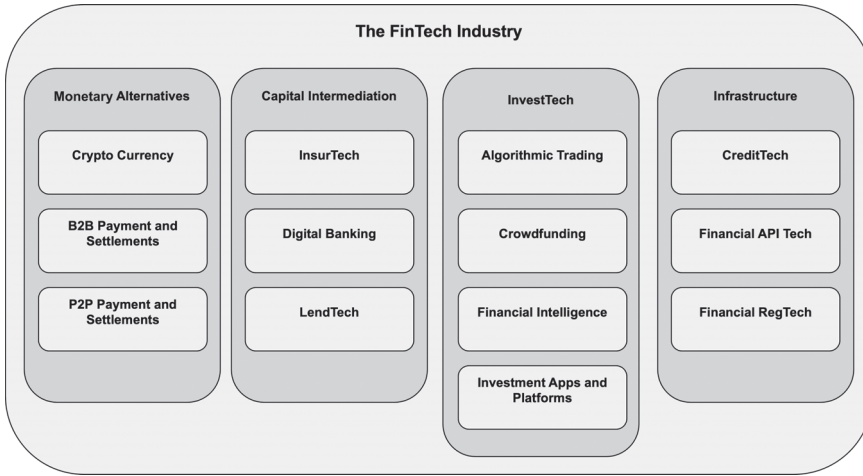 The FinTech Industry
Monetary Alternatives
Crypto Currency
B2B Payment and
Settlements
P2P Payment and
Settlements
Capital Intermediation
InsurTech
Digital Banking
LendTech
InvestTech
Algorithmic Trading
Crowdfunding
Financial Intelligence
Investment Apps and
Platforms
Infrastructure
CreditTech
Financial API Tech
Financial RegTech